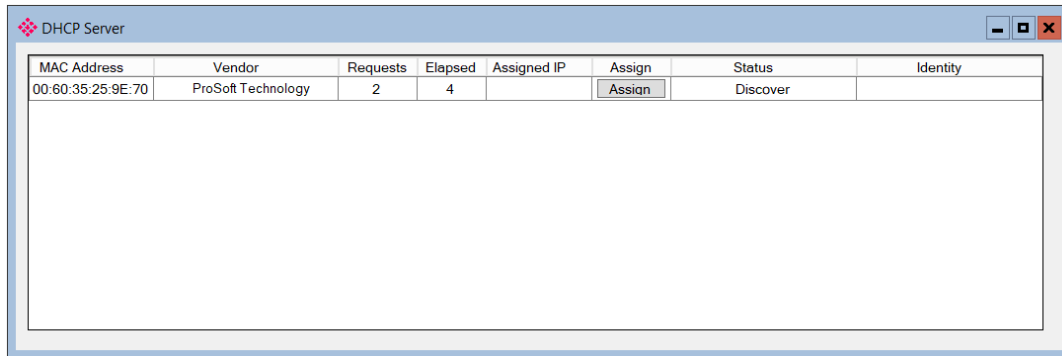 DHCP Server
MAC Address Vendor Requests Elapsed Assigned IP Assign Status Identity
00:60:35:25:9E:70 ProSoft Technology 2 4 Assign Discover